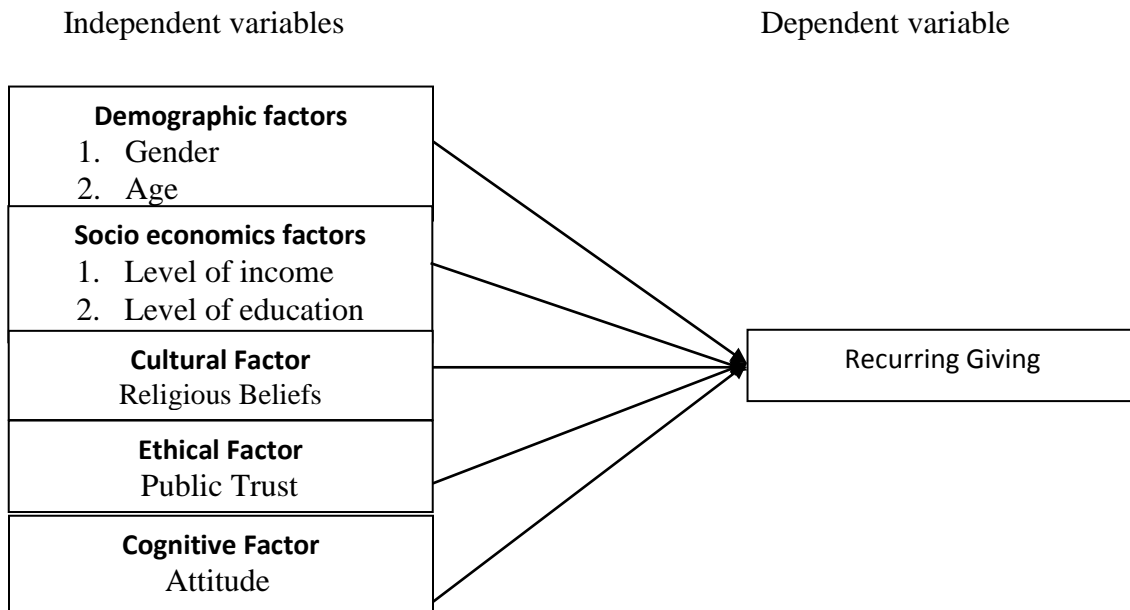 Independent variables
Dependent variable
Demographic factors
1. Gender
2. Age
Socio economics factors
1. Level of income
2. Level of education
Cultural Factor
Religious Beliefs
Ethical Factor
Public Trust
Cognitive Factor
Attitude
Recurring Giving